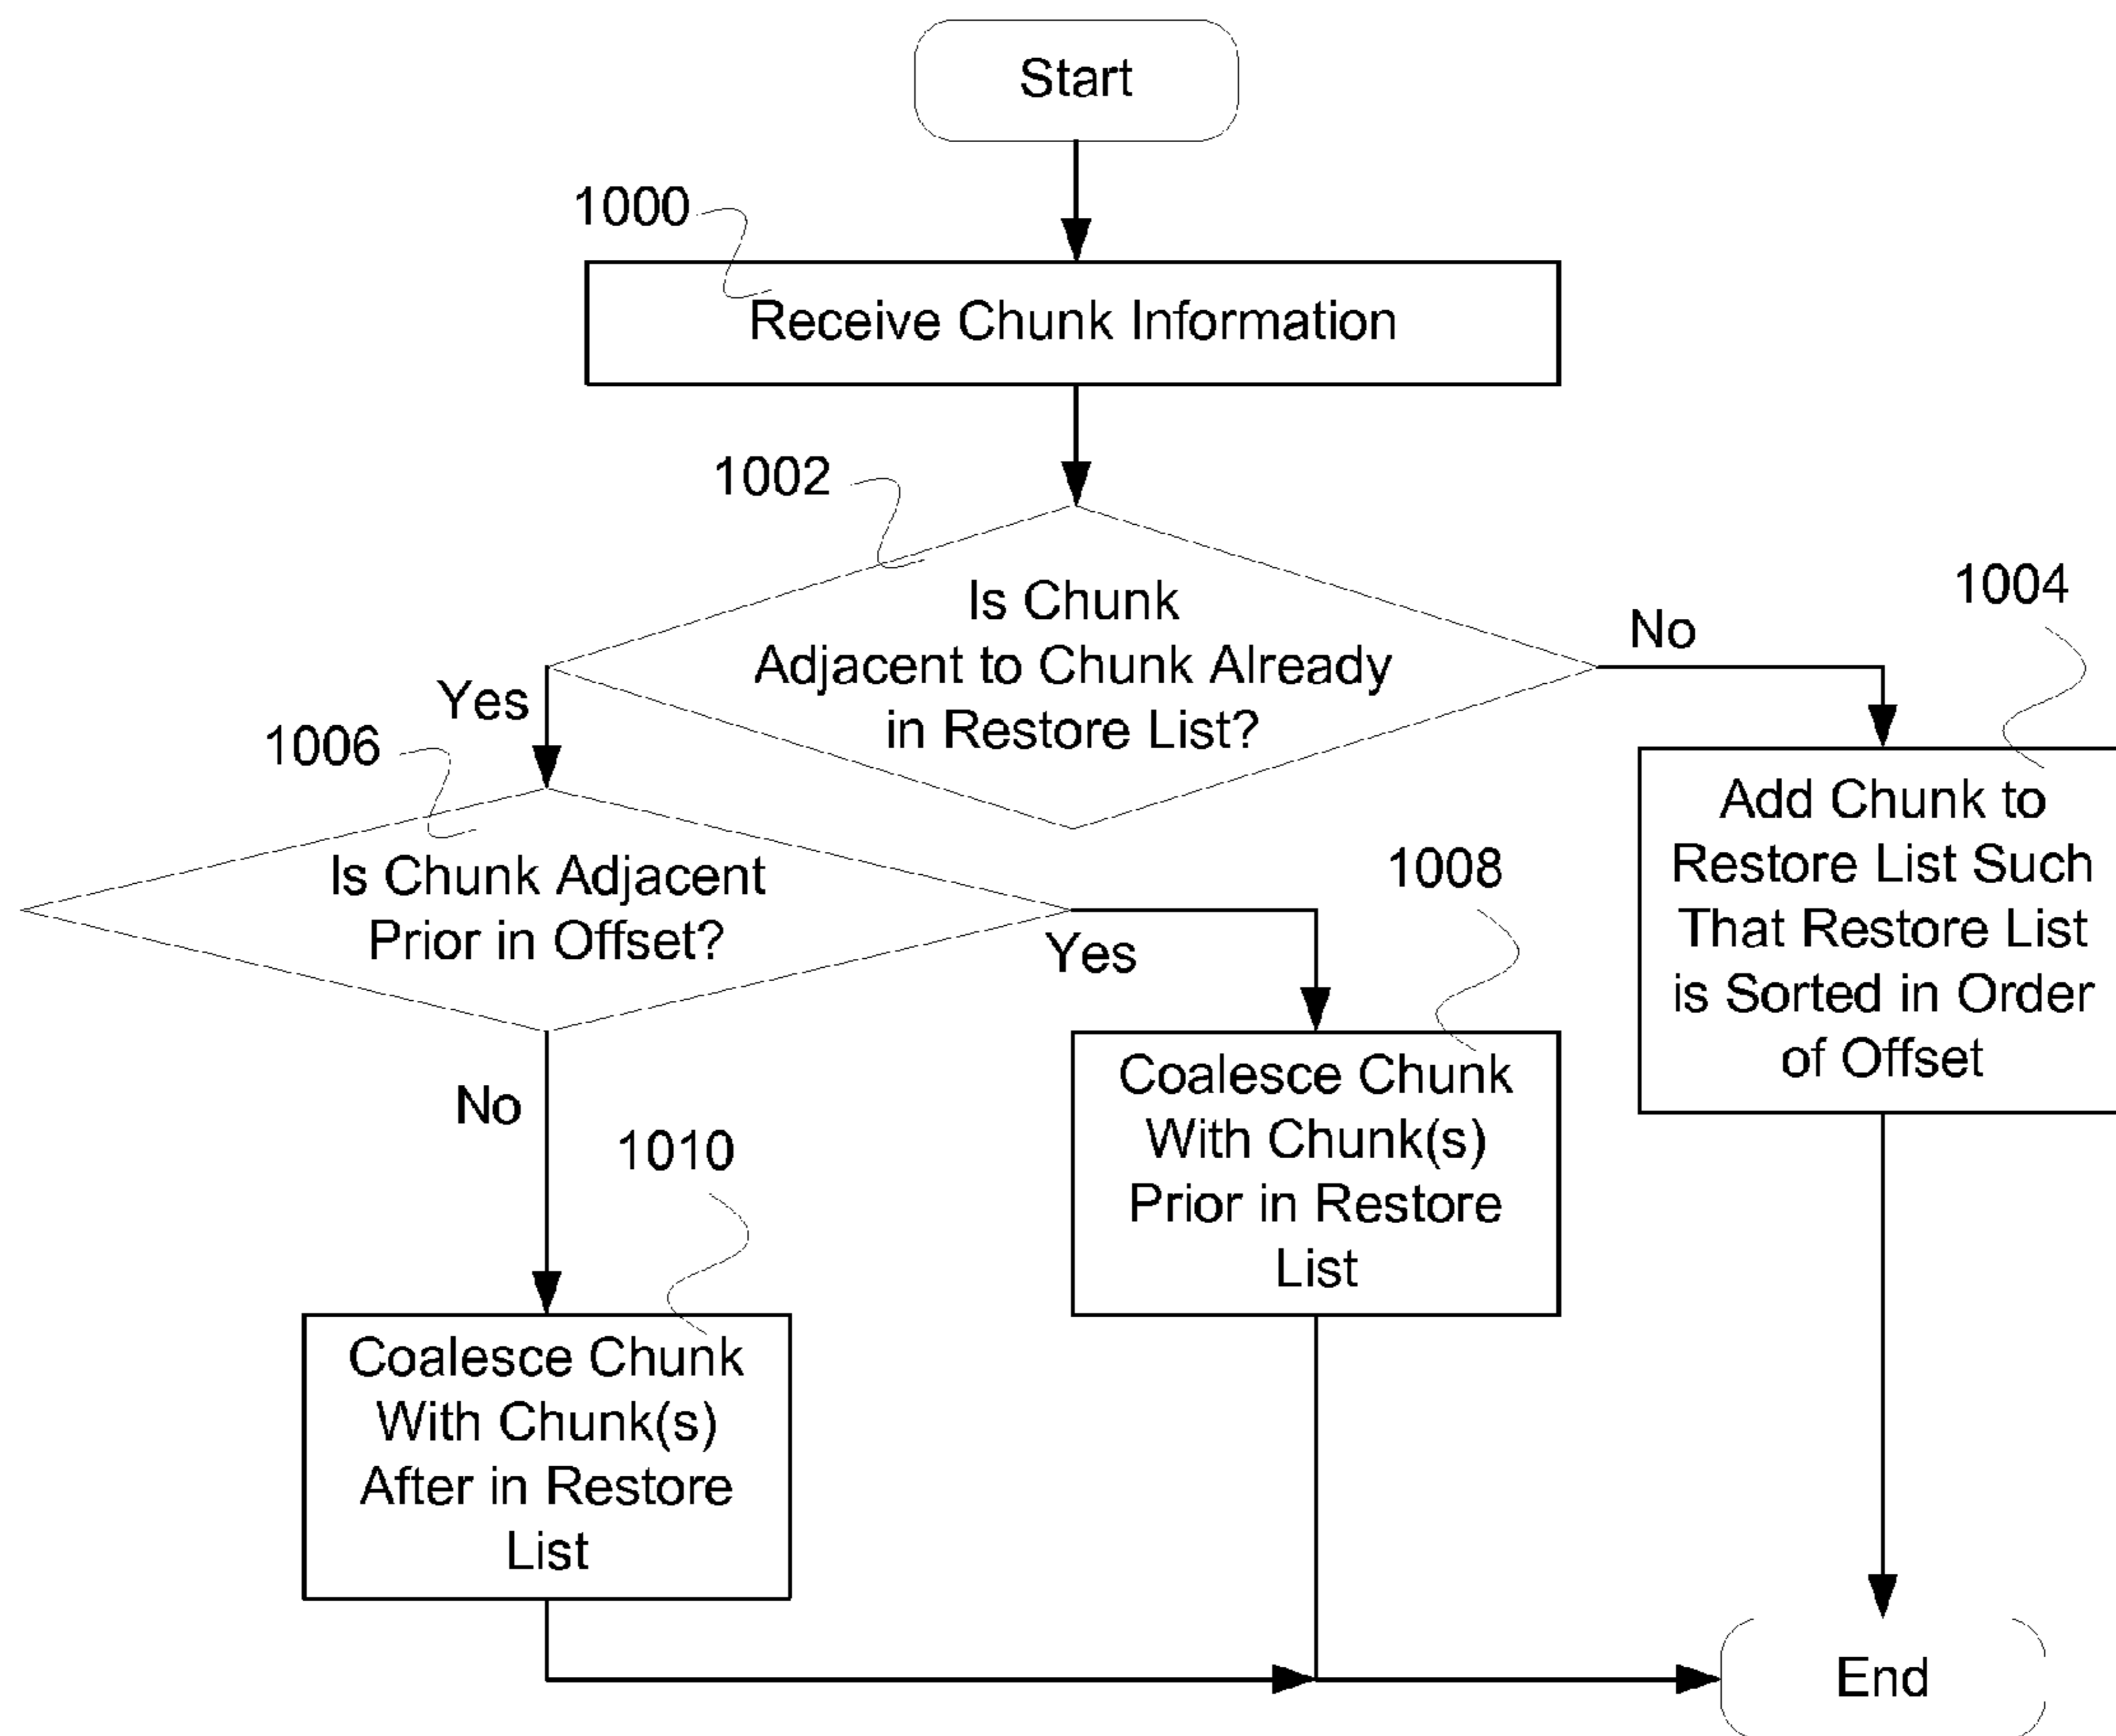 Start
1000
Receive Chunk Information
1002
Is Chunk
Adjacent to Chunk Already
in Restore List?
No
1004
Add Chunk to
Restore List Such
That Restore List
is Sorted in Order
of Offset
Yes
1006
Is Chunk Adjacent
Prior in Offset?
Yes
1008
Coalesce Chunk
With Chunk(s)
Prior in Restore
List
No
1010
Coalesce Chunk
With Chunk(s)
After in Restore
List
End